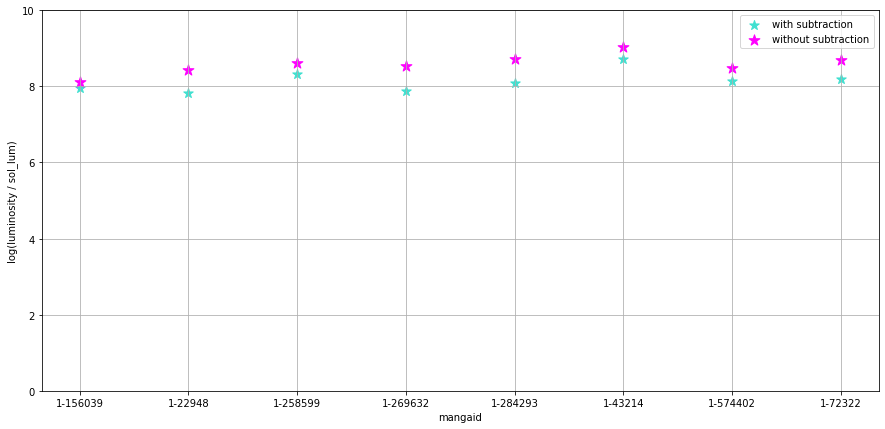 with subtraction
without subtraction
10
8
6
4
2
0
log(luminosity / sol_lum)
1-156039 1-22948 1-258599 1-269632 1-284293 1-43214 1-574402 1-72322
mangaid